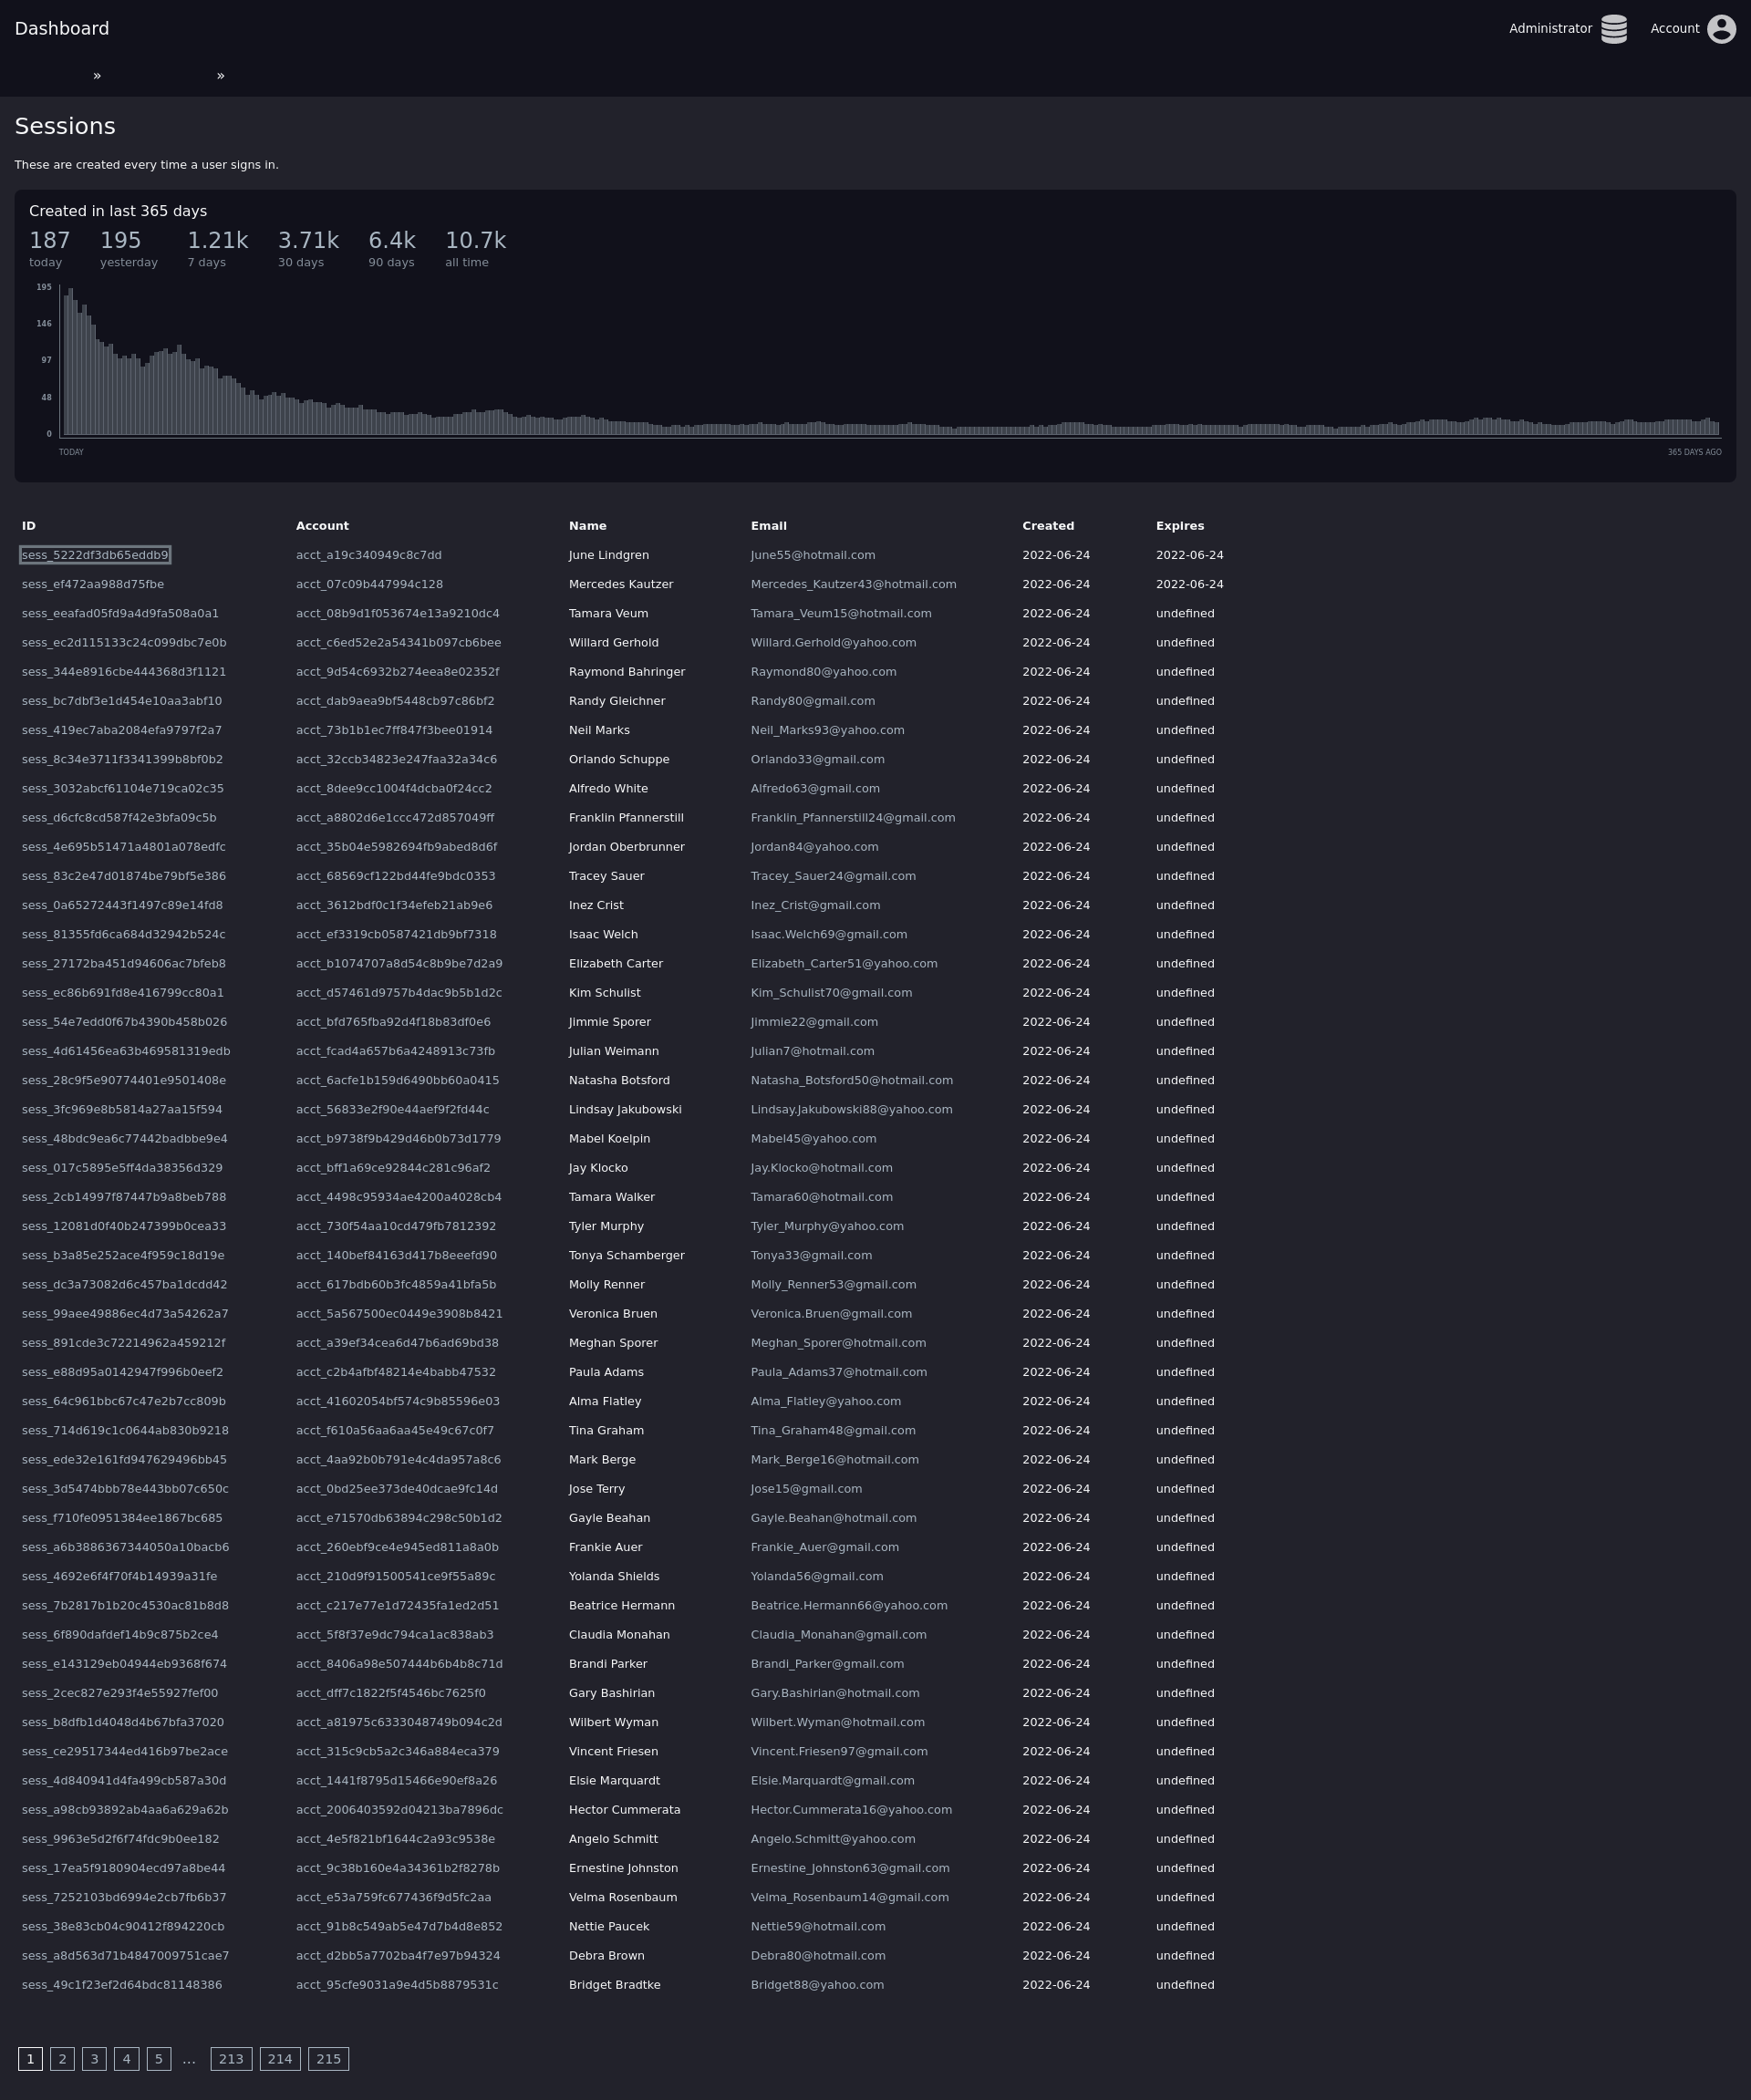 Dashboard
Administrator
Account
» »
Sessions
These are created every time a user signs in.
Created in last 365 days
187 195 1.21k 3.71k 6.4k 10.7k
today yesterday 7 days 30 days 90 days all time
195
146
97
48
0
TODAY 365 DAYS AGO
ID Account Name Email Created Expires
sess_5222df3db65eddb9 acct_a19c340949c8c7dd June Lindgren June55@hotmail.com 2022-06-24 2022-06-24
sess_ef472aa988d75fbe acct_07c09b447994c128 Mercedes Kautzer Mercedes_Kautzer43@hotmail.com 2022-06-24 2022-06-24
sess_eeafad05fd9a4d9fa508a0a1 acct_08b9d1f053674e13a9210dc4 Tamara Veum Tamara_Veum15@hotmail.com 2022-06-24 undefined
sess_ec2d115133c24c099dbc7e0b acct_c6ed52e2a54341b097cb6bee Willard Gerhold Willard.Gerhold@yahoo.com 2022-06-24 undefined
sess_344e8916cbe444368d3f1121 acct_9d54c6932b274eea8e02352f Raymond Bahringer Raymond80@yahoo.com 2022-06-24 undefined
sess_bc7dbf3e1d454e10aa3abf10 acct_dab9aea9bf5448cb97c86bf2 Randy Gleichner Randy80@gmail.com 2022-06-24 undefined
sess_419ec7aba2084efa9797f2a7 acct_73b1b1ec7ff847f3bee01914 Neil Marks Neil_Marks93@yahoo.com 2022-06-24 undefined
sess_8c34e3711f3341399b8bf0b2 acct_32ccb34823e247faa32a34c6 Orlando Schuppe Orlando33@gmail.com 2022-06-24 undefined
sess_3032abcf61104e719ca02c35 acct_8dee9cc1004f4dcba0f24cc2 Alfredo White Alfredo63@gmail.com 2022-06-24 undefined
sess_d6cfc8cd587f42e3bfa09c5b acct_a8802d6e1ccc472d857049ff Franklin Pfannerstill Franklin_Pfannerstill24@gmail.com 2022-06-24 undefined
sess_4e695b51471a4801a078edfc acct_35b04e5982694fb9abed8d6f Jordan Oberbrunner Jordan84@yahoo.com 2022-06-24 undefined
sess_83c2e47d01874be79bf5e386 acct_68569cf122bd44fe9bdc0353 Tracey Sauer Tracey_Sauer24@gmail.com 2022-06-24 undefined
sess_0a65272443f1497c89e14fd8 acct_3612bdf0c1f34efeb21ab9e6 Inez Crist Inez_Crist@gmail.com 2022-06-24 undefined
sess_81355fd6ca684d32942b524c acct_ef3319cb0587421db9bf7318 Isaac Welch Isaac.Welch69@gmail.com 2022-06-24 undefined
sess_27172ba451d94606ac7bfeb8 acct_b1074707a8d54c8b9be7d2a9 Elizabeth Carter Elizabeth_Carter51@yahoo.com 2022-06-24 undefined
sess_ec86b691fd8e416799cc80a1 acct_d57461d9757b4dac9b5b1d2c Kim Schulist Kim_Schulist70@gmail.com 2022-06-24 undefined
sess_54e7edd0f67b4390b458b026 acct_bfd765fba92d4f18b83df0e6 Jimmie Sporer Jimmie22@gmail.com 2022-06-24 undefined
sess_4d61456ea63b469581319edb acct_fcad4a657b6a4248913c73fb Julian Weimann Julian7@hotmail.com 2022-06-24 undefined
sess_28c9f5e90774401e9501408e acct_6acfe1b159d6490bb60a0415 Natasha Botsford Natasha_Botsford50@hotmail.com 2022-06-24 undefined
sess_3fc969e8b5814a27aa15f594 acct_56833e2f90e44aef9f2fd44c Lindsay Jakubowski Lindsay.Jakubowski88@yahoo.com 2022-06-24 undefined
sess_48bdc9ea6c77442badbbe9e4 acct_b9738f9b429d46b0b73d1779 Mabel Koelpin Mabel45@yahoo.com 2022-06-24 undefined
sess_017c5895e5ff4da38356d329 acct_bff1a69ce92844c281c96af2 Jay Klocko Jay.Klocko@hotmail.com 2022-06-24 undefined
sess_2cb14997f87447b9a8beb788 acct_4498c95934ae4200a4028cb4 Tamara Walker Tamara60@hotmail.com 2022-06-24 undefined
sess_12081d0f40b247399b0cea33 acct_730f54aa10cd479fb7812392 Tyler Murphy Tyler_Murphy@yahoo.com 2022-06-24 undefined
sess_b3a85e252ace4f959c18d19e acct_140bef84163d417b8eeefd90 Tonya Schamberger Tonya33@gmail.com 2022-06-24 undefined
sess_dc3a73082d6c457ba1dcdd42 acct_617bdb60b3fc4859a41bfa5b Molly Renner Molly_Renner53@gmail.com 2022-06-24 undefined
sess_99aee49886ec4d73a54262a7 acct_5a567500ec0449e3908b8421 Veronica Bruen Veronica.Bruen@gmail.com 2022-06-24 undefined
sess_891cde3c72214962a459212f acct_a39ef34cea6d47b6ad69bd38 Meghan Sporer Meghan_Sporer@hotmail.com 2022-06-24 undefined
sess_e88d95a0142947f996b0eef2 acct_c2b4afbf48214e4babb47532 Paula Adams Paula_Adams37@hotmail.com 2022-06-24 undefined
sess_64c961bbc67c47e2b7cc809b acct_41602054bf574c9b85596e03 Alma Flatley Alma_Flatley@yahoo.com 2022-06-24 undefined
sess_714d619c1c0644ab830b9218 acct_f610a56aa6aa45e49c67c0f7 Tina Graham Tina_Graham48@gmail.com 2022-06-24 undefined
sess_ede32e161fd947629496bb45 acct_4aa92b0b791e4c4da957a8c6 Mark Berge Mark_Berge16@hotmail.com 2022-06-24 undefined
sess_3d5474bbb78e443bb07c650c acct_0bd25ee373de40dcae9fc14d Jose Terry Jose15@gmail.com 2022-06-24 undefined
sess_f710fe0951384ee1867bc685 acct_e71570db63894c298c50b1d2 Gayle Beahan Gayle.Beahan@hotmail.com 2022-06-24 undefined
sess_a6b3886367344050a10bacb6 acct_260ebf9ce4e945ed811a8a0b Frankie Auer Frankie_Auer@gmail.com 2022-06-24 undefined
sess_4692e6f4f70f4b14939a31fe acct_210d9f91500541ce9f55a89c Yolanda Shields Yolanda56@gmail.com 2022-06-24 undefined
sess_7b2817b1b20c4530ac81b8d8 acct_c217e77e1d72435fa1ed2d51 Beatrice Hermann Beatrice.Hermann66@yahoo.com 2022-06-24 undefined
sess_6f890dafdef14b9c875b2ce4 acct_5f8f37e9dc794ca1ac838ab3 Claudia Monahan Claudia_Monahan@gmail.com 2022-06-24 undefined
sess_e143129eb04944eb9368f674 acct_8406a98e507444b6b4b8c71d Brandi Parker Brandi_Parker@gmail.com 2022-06-24 undefined
sess_2cec827e293f4e55927fef00 acct_dff7c1822f5f4546bc7625f0 Gary Bashirian Gary.Bashirian@hotmail.com 2022-06-24 undefined
sess_b8dfb1d4048d4b67bfa37020 acct_a81975c6333048749b094c2d Wilbert Wyman Wilbert.Wyman@hotmail.com 2022-06-24 undefined
sess_ce29517344ed416b97be2ace acct_315c9cb5a2c346a884eca379 Vincent Friesen Vincent.Friesen97@gmail.com 2022-06-24 undefined
sess_4d840941d4fa499cb587a30d acct_1441f8795d15466e90ef8a26 Elsie Marquardt Elsie.Marquardt@gmail.com 2022-06-24 undefined
sess_a98cb93892ab4aa6a629a62b acct_2006403592d04213ba7896dc Hector Cummerata Hector.Cummerata16@yahoo.com 2022-06-24 undefined
sess_9963e5d2f6f74fdc9b0ee182 acct_4e5f821bf1644c2a93c9538e Angelo Schmitt Angelo.Schmitt@yahoo.com 2022-06-24 undefined
sess_17ea5f9180904ecd97a8be44 acct_9c38b160e4a34361b2f8278b Ernestine Johnston Ernestine_Johnston63@gmail.com 2022-06-24 undefined
sess_7252103bd6994e2cb7fb6b37 acct_e53a759fc677436f9d5fc2aa Velma Rosenbaum Velma_Rosenbaum14@gmail.com 2022-06-24 undefined
sess_38e83cb04c90412f894220cb acct_91b8c549ab5e47d7b4d8e852 Nettie Paucek Nettie59@hotmail.com 2022-06-24 undefined
sess_a8d563d71b4847009751cae7 acct_d2bb5a7702ba4f7e97b94324 Debra Brown Debra80@hotmail.com 2022-06-24 undefined
sess_49c1f23ef2d64bdc81148386 acct_95cfe9031a9e4d5b8879531c Bridget Bradtke Bridget88@yahoo.com 2022-06-24 undefined
1 2 3 4 5 … 213 214 215